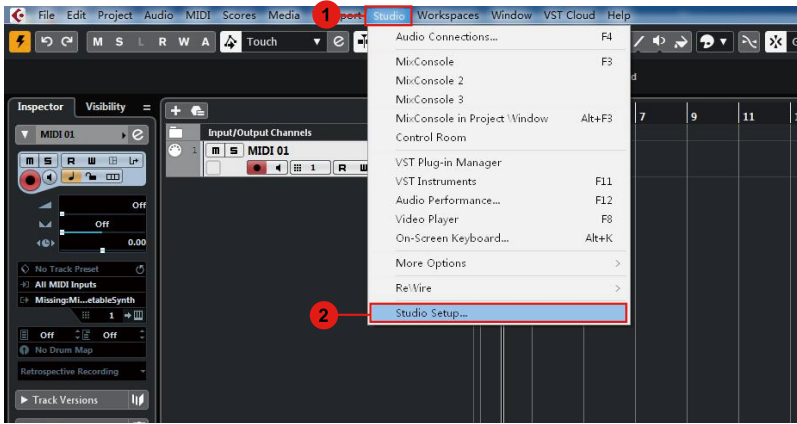 File Edit Project Audio MIDI Scores Media 1 port Studio Workspaces Window VST Cloud Help
M S L R W A Touch
Audio Connections... F4
MixConsole F3
MixConsole 2
MixConsole 3
MixConsole in Project Window Alt+F3
Control Room
VST Plug-in Manager
VST Instruments F11
Audio Performance... F12
Video Player F8
On-Screen Keyboard... Alt+K
More Options
ReWire
2 Studio Setup...
7 9 11
Inspector Visibility
MIDI 01
M S R W
Off
Off
0.00
No Track Preset
All MIDI Inputs
Missing:Mi...etableSynth
1
Off Off
No Drum Map
Retrospective Recording
Track Versions
Input/Output Channels
1 M S MIDI 01
1 R W